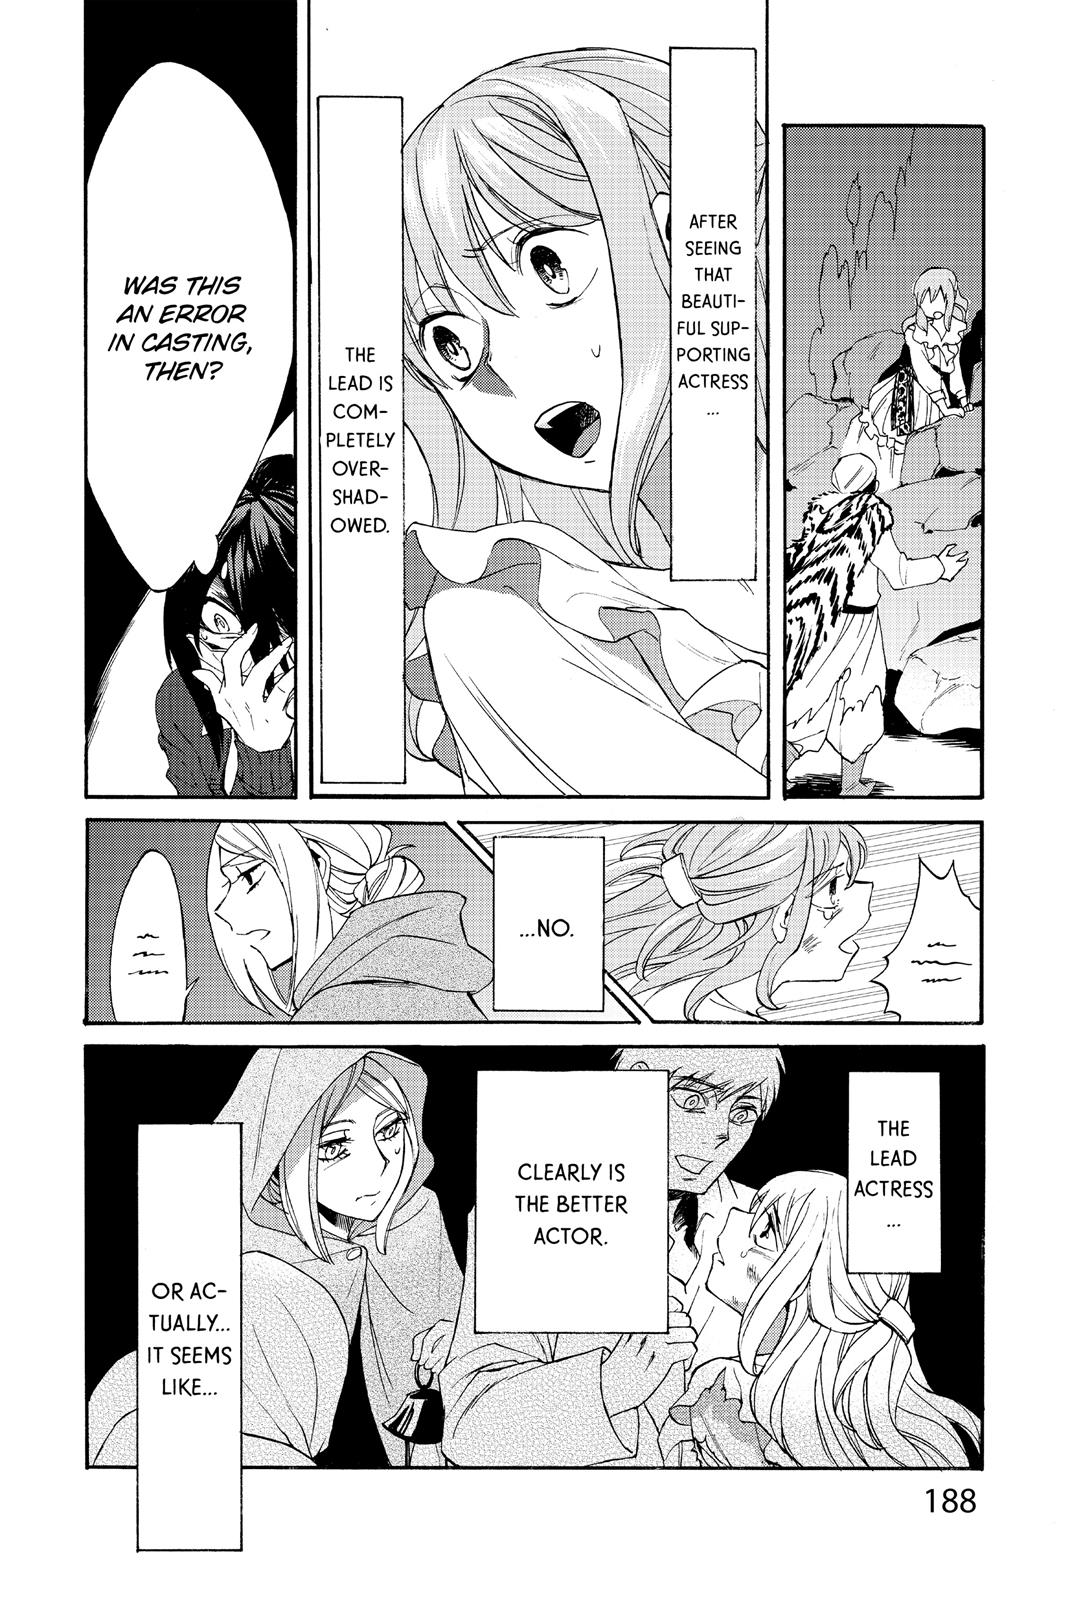 AFTER
SEEING
THAT
BEAUTI-
FUL SUP-
PORTING
ACTRESS
...
THE
LEAD IS
COM-
PLETELY
OVER-
SHAD-
OWED.
WAS THIS
AN ERROR
IN CASTING,
THEN?
...NO.
THE
LEAD
ACTRESS
...
CLEARLY IS
THE BETTER
ACTOR.
OR AC-
TUALLY...
IT SEEMS
LIKE...
188